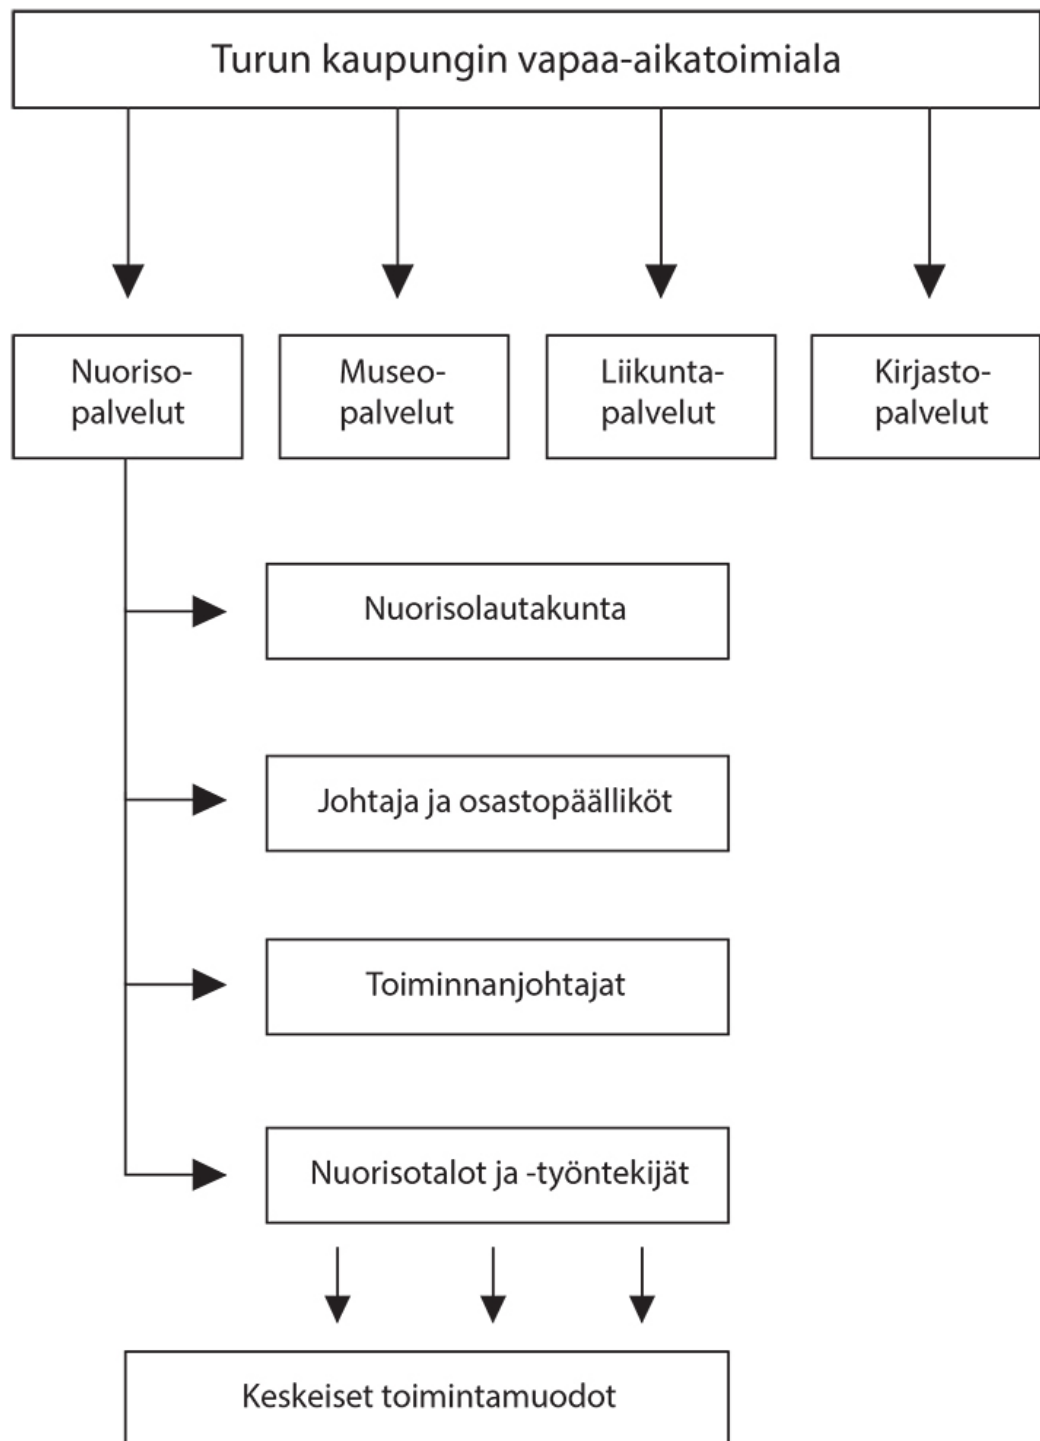 Turun kaupungin vapaa-aikatoimiala
Nuoriso-
palvelut
Museo-
palvelut
Liikunta-
palvelut
Kirjasto-
palvelut
Nuorisolautakunta
Johtaja ja osastopäälliköt
Toiminnanjohtajat
Nuorisotalot ja -työntekijät
Keskeiset toimintamuodot